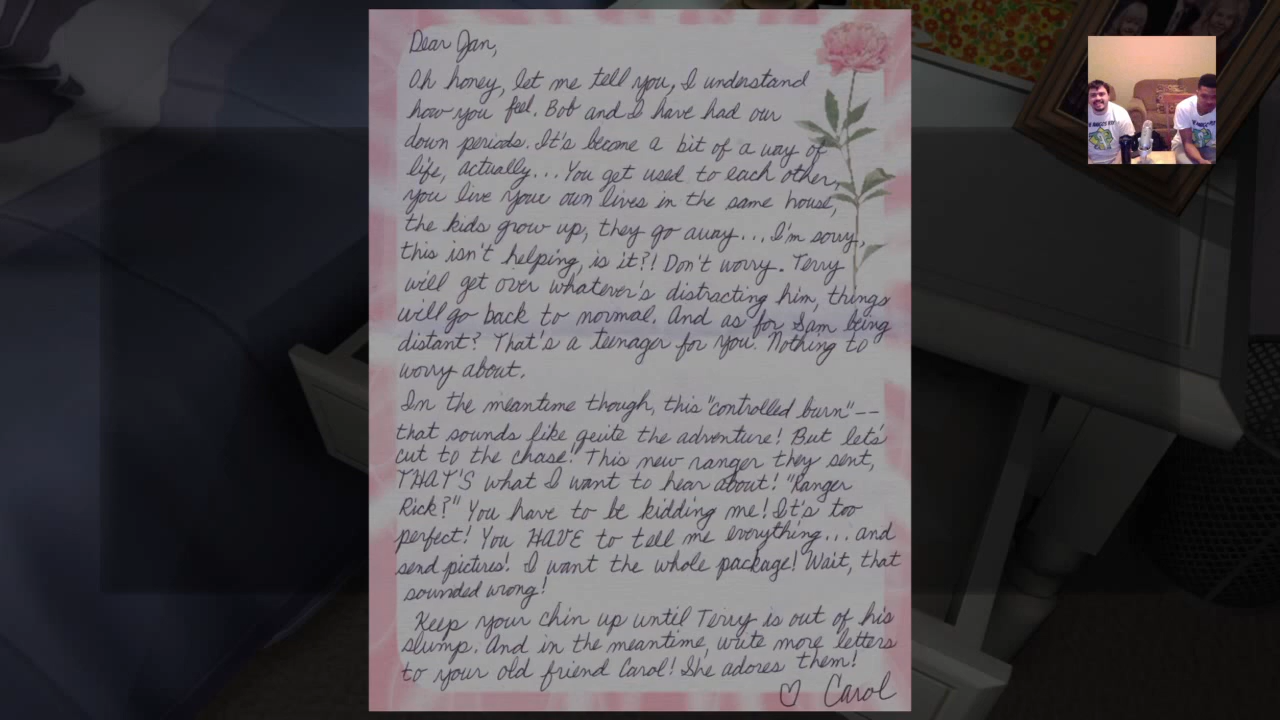 Dear Jan,
Oh honey, let me tell you, I understand
how you feel. Bob and I have had our
down periods. It's become a bit of a way of
life, actually... You get used to each other,
you live your own lives in the same house,
the kids grow up, they go away... I'm sorry,
this isn't helping, is it?! Don't worry. Terry
will get over whatever's distracting him, things
will go back to normal. And as for Sam being
distant? That's a teenager for you. Nothing to
worry about.
In the meantime though, this "controlled burn"--
that sounds like quite the adventure! But let's
cut to the chase! This new ranger they sent,
THAT'S what I want to hear about! "Ranger
Rick?" You have to be kidding me! It's too
perfect! You HAVE to tell me everything... and
send pictures! I want the whole package! Wait, that
sounded wrong!
Keep your chin up until Terry is out of his
slump. And in the meantime, write more letters
to your old friend Carol! She adores them!
♡ Carol